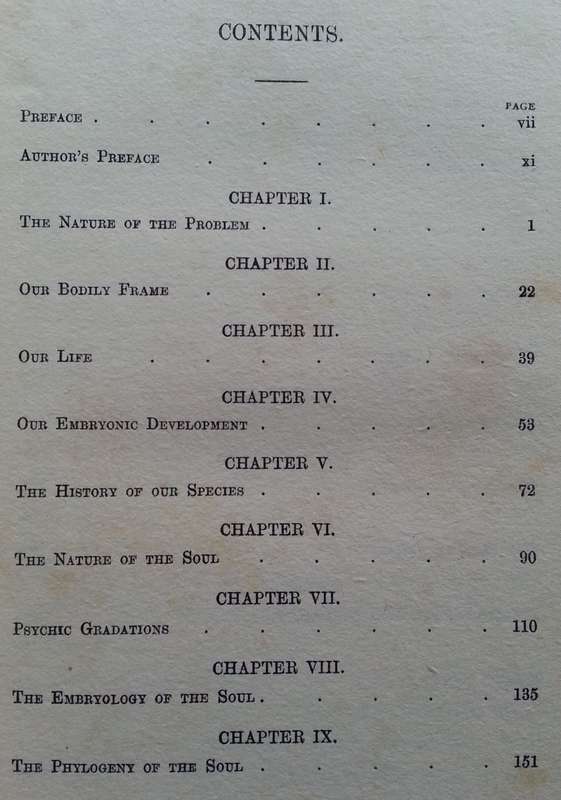 CONTENTS.
PAGE
PREFACE . . . . . . . . vii
AUTHOR'S PREFACE . . . . . . xi
CHAPTER I.
THE NATURE OF THE PROBLEM . . . . . 1
CHAPTER II.
OUR BODILY FRAME . . . . . . 22
CHAPTER III.
OUR LIFE . . . . . . . 39
CHAPTER IV.
OUR EMBRYONIC DEVELOPMENT . . . . . 53
CHAPTER V.
THE HISTORY OF OUR SPECIES . . . . . 72
CHAPTER VI.
THE NATURE OF THE SOUL . . . . . 90
CHAPTER VII.
PSYCHIC GRADATIONS . . . . . . 110
CHAPTER VIII.
THE EMBRYOLOGY OF THE SOUL . . . . . 135
CHAPTER IX.
THE PHYLOGENY OF THE SOUL . . . . . 151